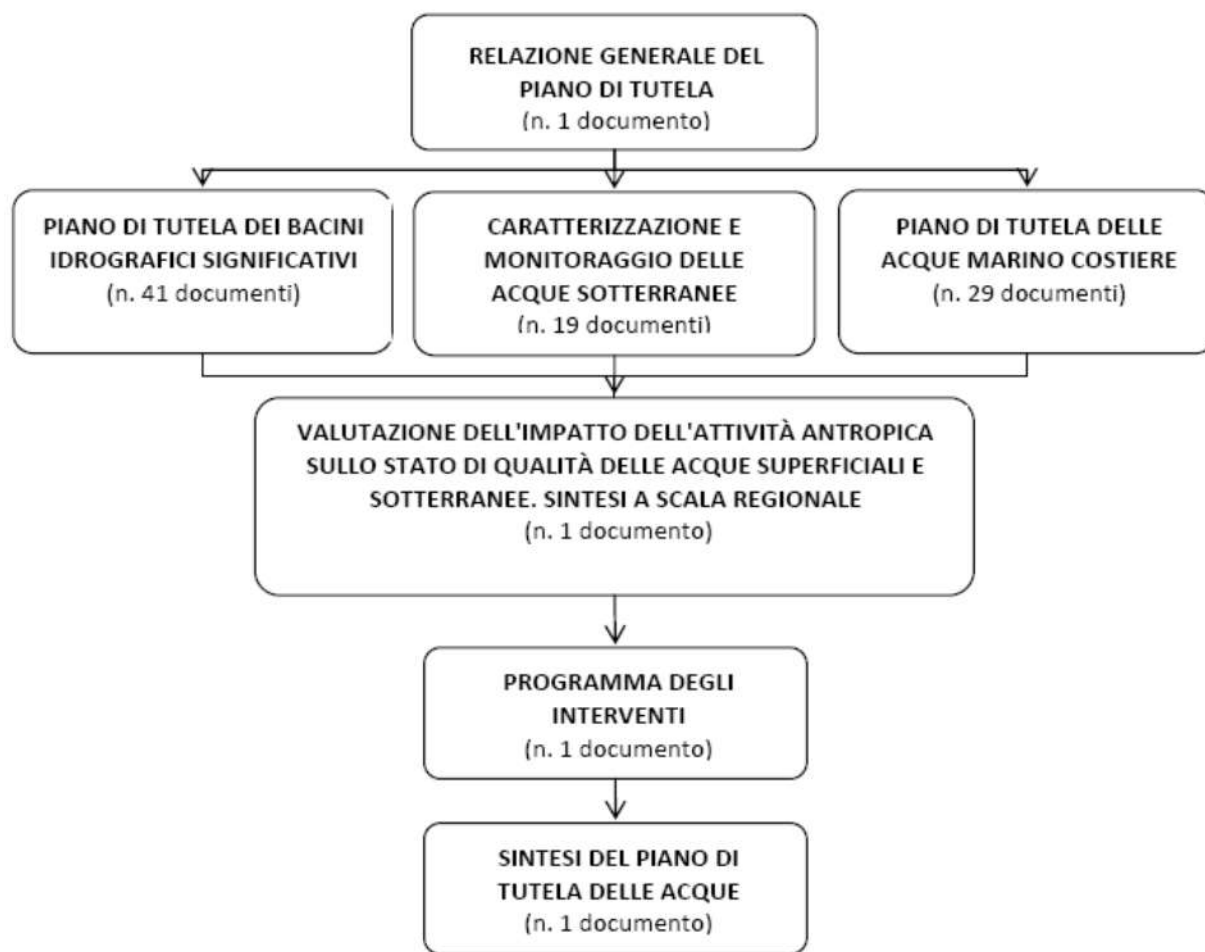 RELAZIONE GENERALE DEL
PIANO DI TUTELA
(n. 1 documento)
PIANO DI TUTELA DEI BACINI
IDROGRAFICI SIGNIFICATIVI
(n. 41 documenti)
CARATTERIZZAZIONE E
MONITORAGGIO DELLE
ACQUE SOTTERRANEE
(n. 19 documenti)
PIANO DI TUTELA DELLE
ACQUE MARINO COSTIERE
(n. 29 documenti)
VALUTAZIONE DELL'IMPATTO DELL'ATTIVITÀ ANTROPICA
SULLO STATO DI QUALITÀ DELLE ACQUE SUPERFICIALI E
SOTTERRANEE. SINTESI A SCALA REGIONALE
(n. 1 documento)
PROGRAMMA DEGLI
INTERVENTI
(n. 1 documento)
SINTESI DEL PIANO DI
TUTELA DELLE ACQUE
(n. 1 documento)